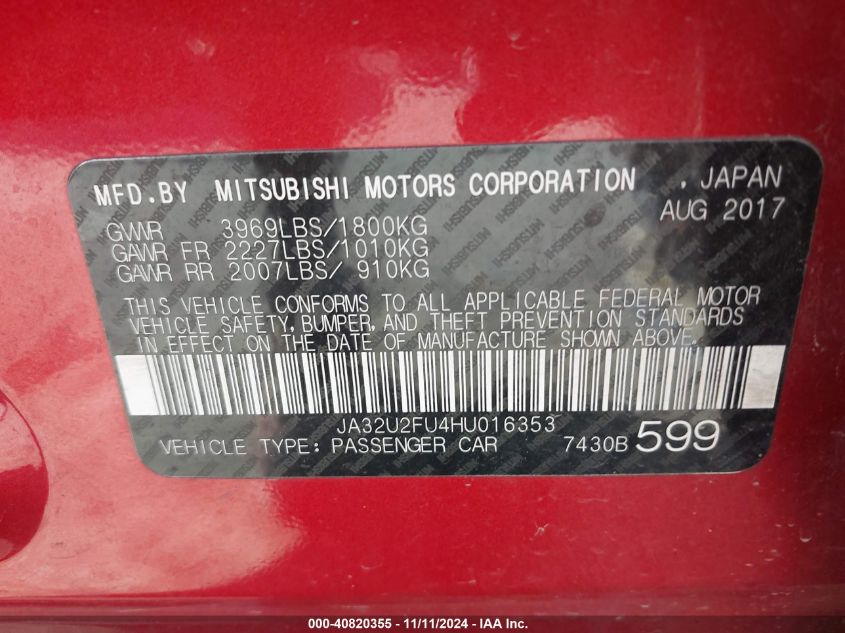 MFD.BY MITSUBISHI MOTORS CORPORATION . JAPAN
AUG 2017
GVWR 3969LBS/1800KG
GAWR FR 2227LBS/1010KG
GAWR RR 2007LBS/ 910KG
THIS VEHICLE CONFORMS TO ALL APPLICABLE FEDERAL MOTOR
VEHICLE SAFETY, BUMPER, AND THEFT PREVENTION STANDARDS
IN EFFECT ON THE DATE OF MANUFACTURE SHOWN ABOVE.
JA32U2FU4HU016353
VEHICLE TYPE: PASSENGER CAR 7430B 599
000-40820355 - 11/11/2024 - IAA Inc.